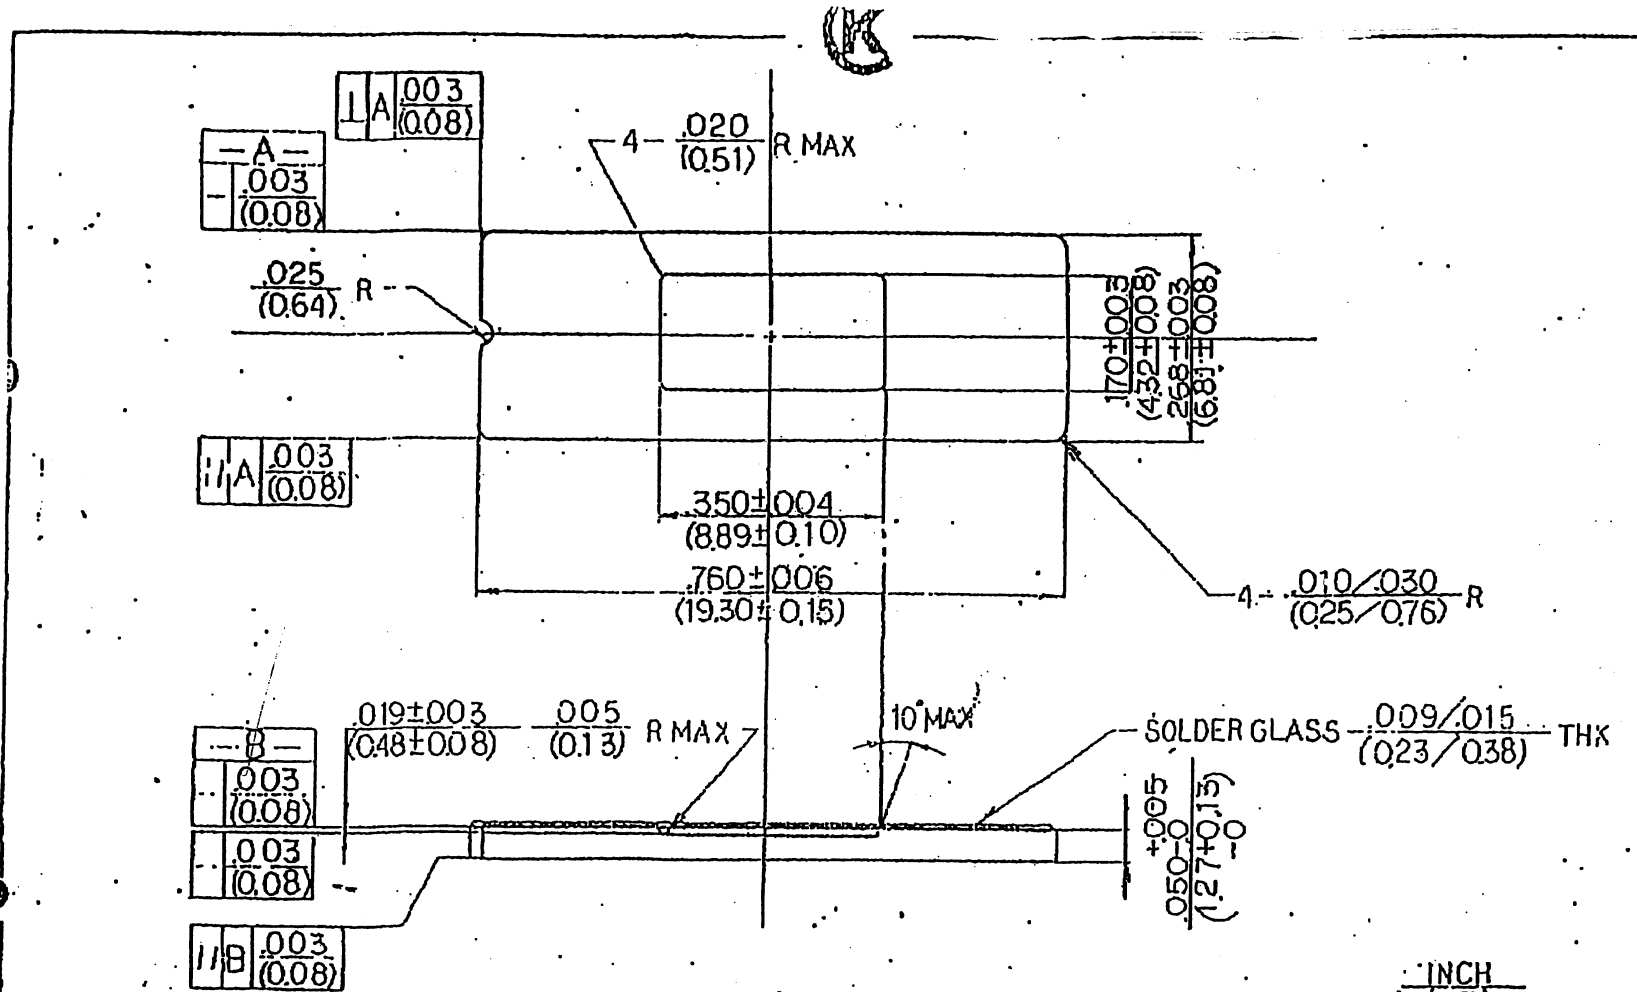 K
⊥ A .003
(0.08)
— A —
— .003
(0.08)
4 — .020 R MAX
(0.51)
.025 R
(0.64)
.170±.003
(4.32±0.08)
.268±.003
(6.81±0.08)
// A .003
(0.08)
.350±.004
(8.89±0.10)
.760±.006
(19.30±0.15)
4 - .010/.030 R
(0.25/0.76)
.019±.003 .005 R MAX
(0.48±0.08) (0.13)
10° MAX
SOLDER GLASS .009/.015 THK
(0.23/0.38)
— B —
.003
(0.08)
.003
(0.08)
+.005
.050-0
(1.27+0.13)
-0
// B .003
(0.08)
INCH